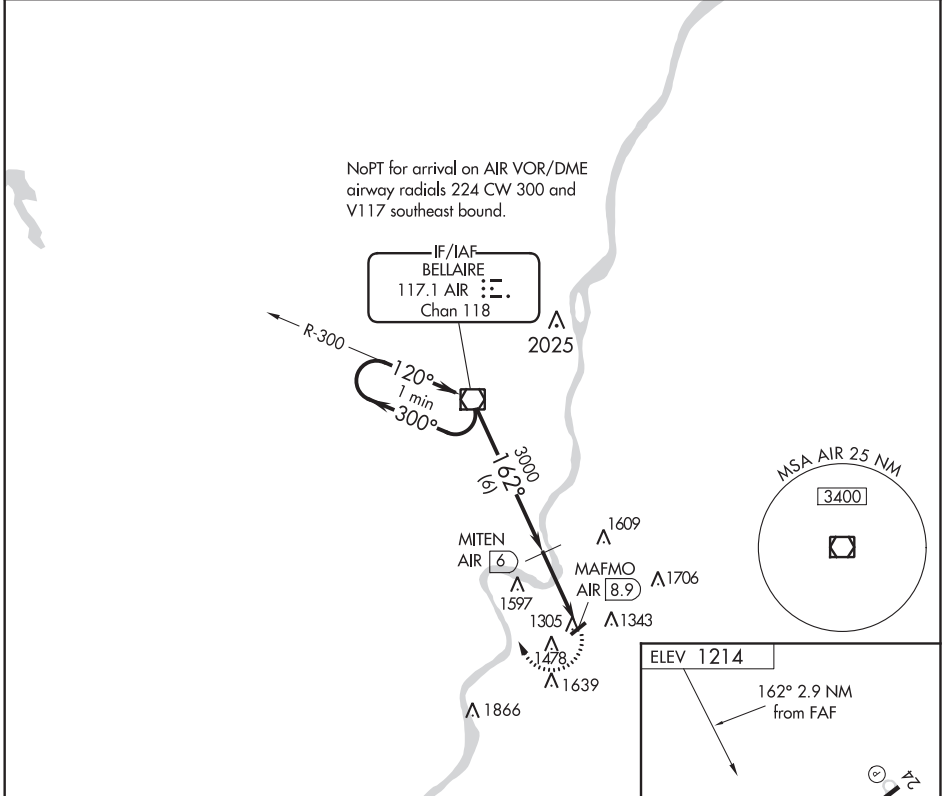 NoPT for arrival on AIR VOR/DME
airway radials 224 CW 300 and
V117 southeast bound.
IF/IAF
BELLAIRE
117.1 AIR
Chan 118
2025
R-300
120°
1 min
300°
3000
162°
(6)
MSA AIR 25 NM
3400
1609
MITEN
AIR 6
MAFMO
AIR 8.9
1706
1597
1305
1343
1478
1639
1866
ELEV 1214
162° 2.9 NM
from FAF
P
24